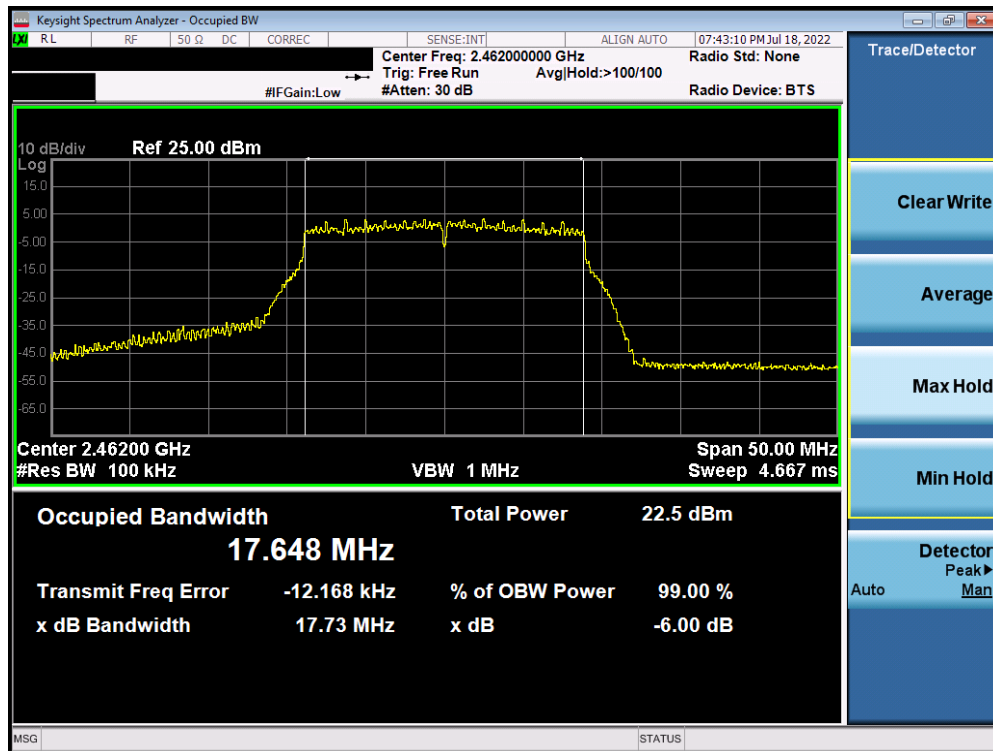 Keysight Spectrum Analyzer - Occupied BW
LXI RL RF 50 Ω DC CORREC SENSE:INT ALIGN AUTO 07:43:10 PM Jul 18, 2022
Center Freq: 2.462000000 GHz Radio Std: None
Trig: Free Run Avg|Hold:>100/100
#IFGain:Low #Atten: 30 dB Radio Device: BTS
Trace/Detector
10 dB/div Ref 25.00 dBm
Log
15.0
5.00
-5.00
-15.0
-25.0
-35.0
-45.0
-55.0
-65.0
Center 2.46200 GHz Span 50.00 MHz
#Res BW 100 kHz VBW 1 MHz Sweep 4.667 ms
Occupied Bandwidth Total Power 22.5 dBm
17.648 MHz
Transmit Freq Error -12.168 kHz % of OBW Power 99.00 %
x dB Bandwidth 17.73 MHz x dB -6.00 dB
Clear Write
Average
Max Hold
Min Hold
Detector
Peak▶
Auto Man
MSG STATUS